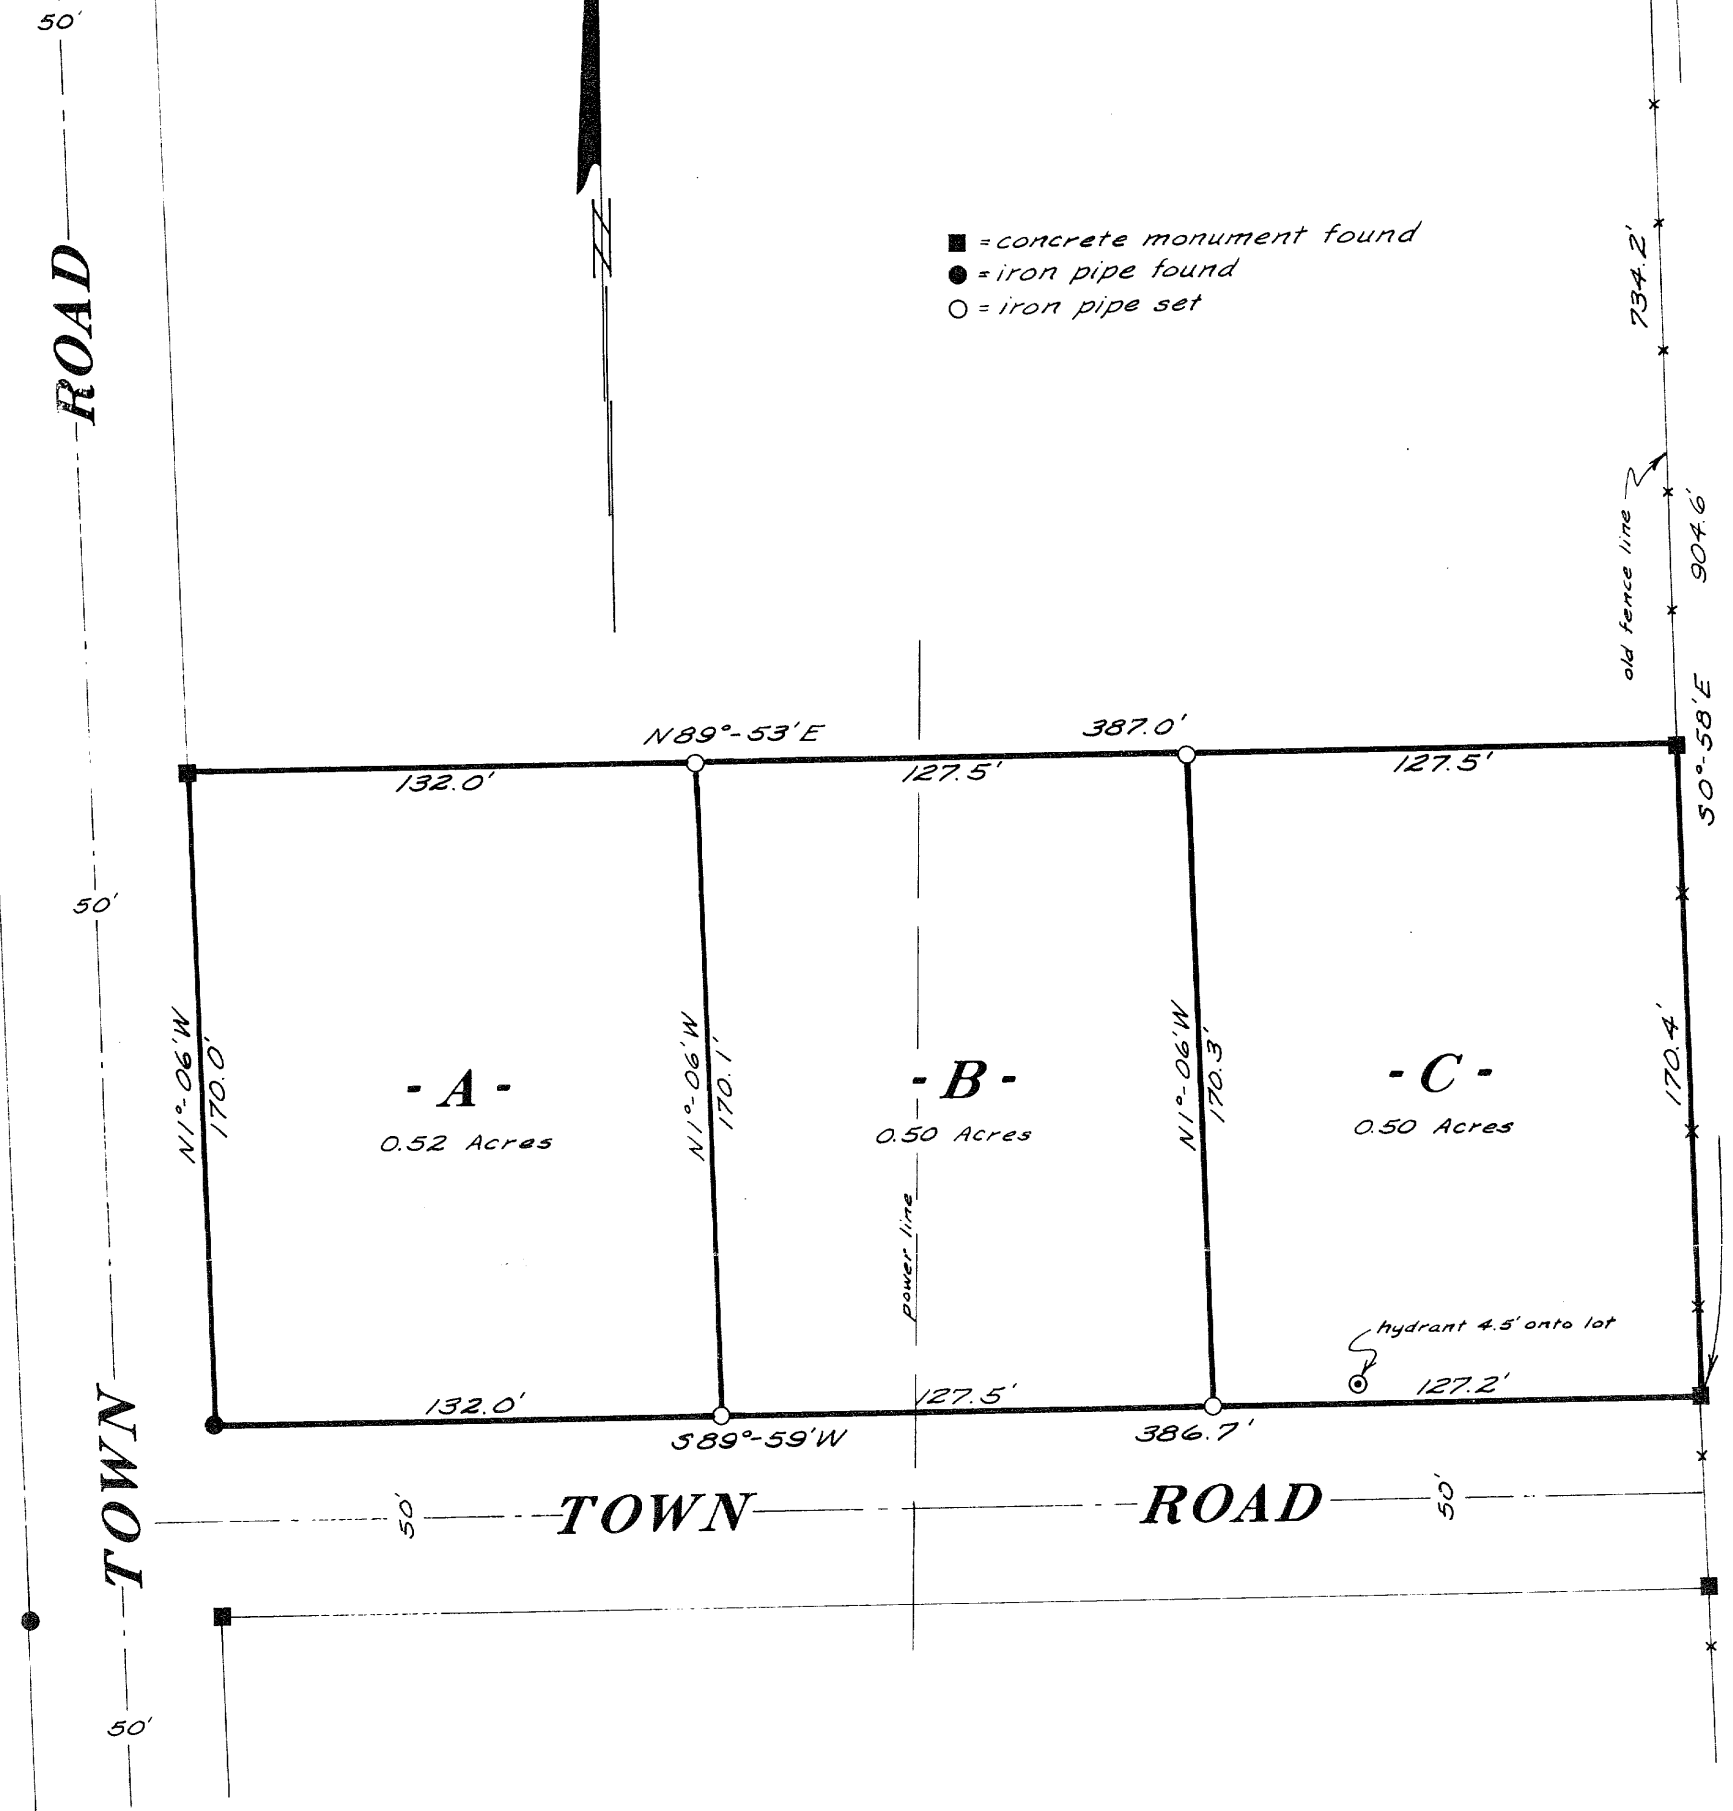 50'
ROAD
N
■ = concrete monument found
● = iron pipe found
○ = iron pipe set
734.2'
old fence line
904.6'
S0°-58'E
N89°-53'E
387.0'
132.0'
127.5'
127.5'
50'
N1°-06'W
170.0'
N1°-06'W
170.1'
N1°-06'W
170.3'
170.4'
- A -
0.52 Acres
- B -
0.50 Acres
- C -
0.50 Acres
power line
hydrant 4.5' onto lot
132.0'
127.5'
127.2'
S89°-59'W
386.7'
TOWN
50'
TOWN
ROAD
50'
50'